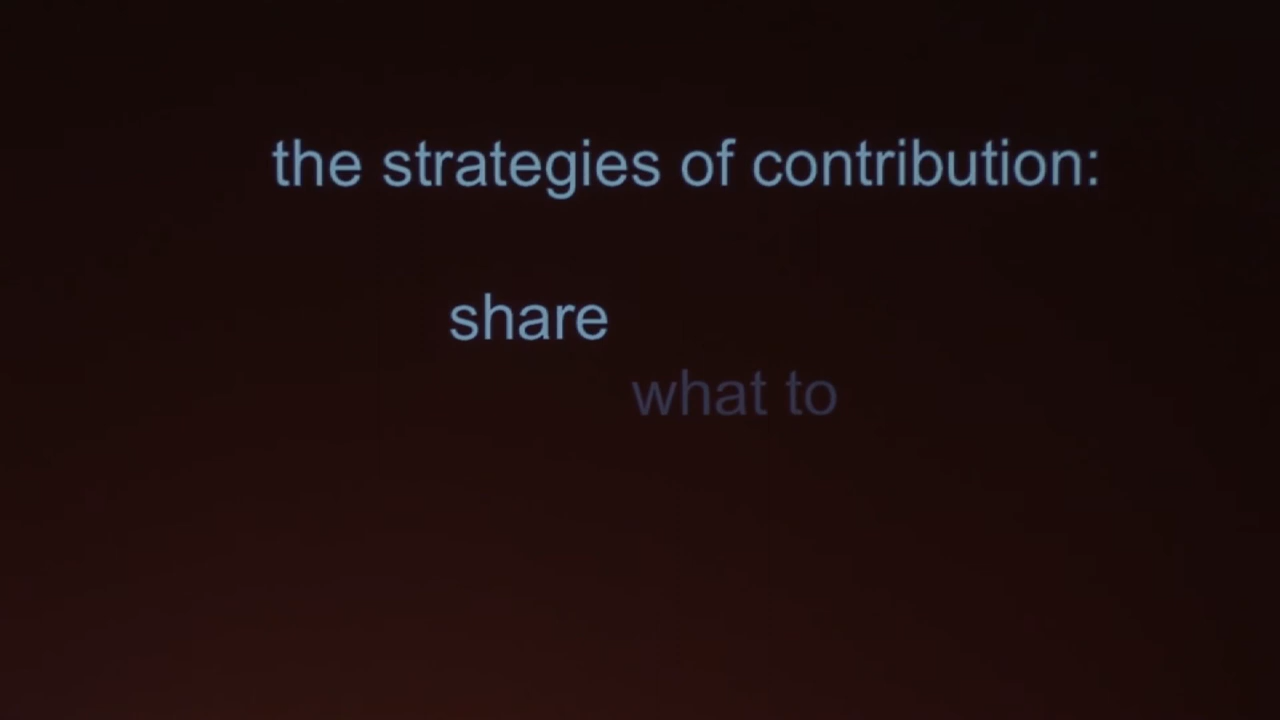 the strategies of contribution:
share
what to